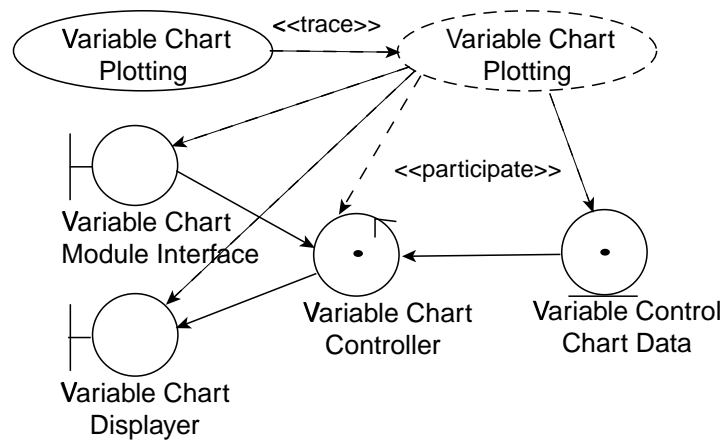 Variable Chart
Plotting
<<trace>>
Variable Chart
Plotting
<<participate>>
Variable Chart
Module Interface
Variable Chart
Controller
Variable Control
Chart Data
Variable Chart
Displayer